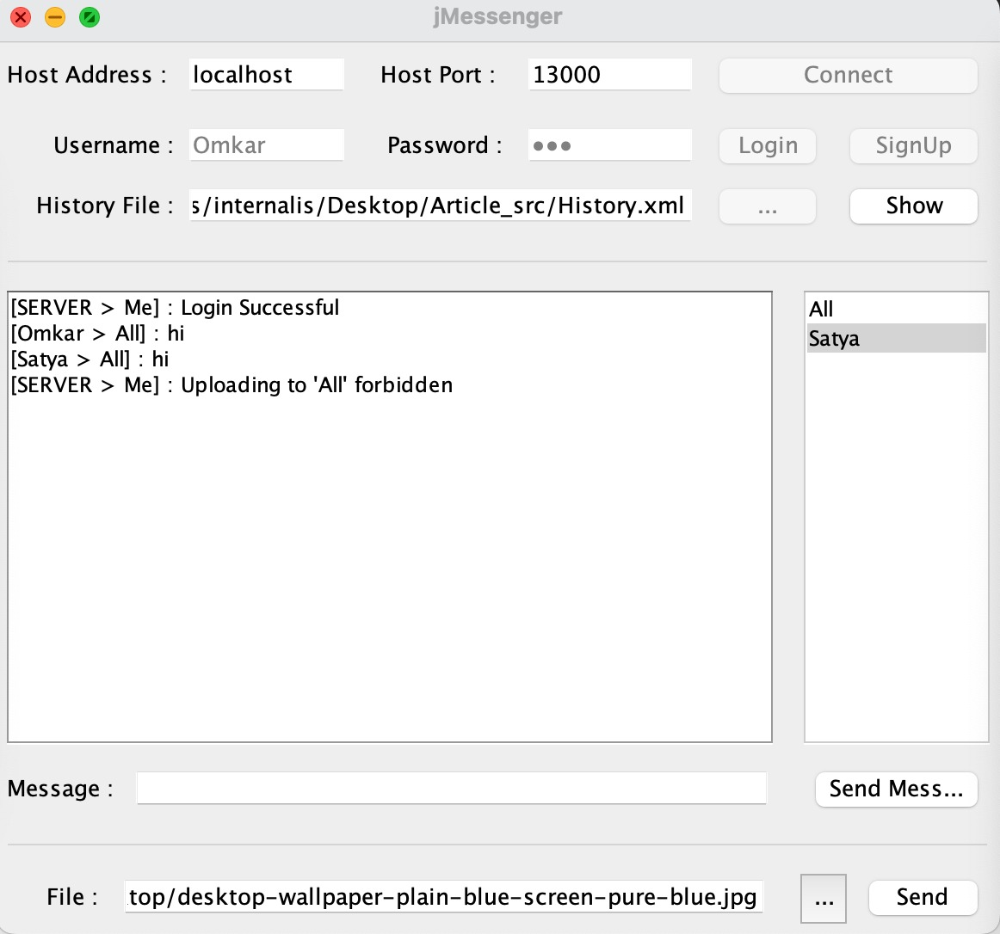 jMessenger
Host Address : localhost Host Port : 13000 Connect
Username : Omkar Password : ●●● Login SignUp
History File : s/internalis/Desktop/Article_src/History.xml ... Show
[SERVER > Me] : Login Successful
[Omkar > All] : hi
[Satya > All] : hi
[SERVER > Me] : Uploading to 'All' forbidden
All
Satya
Message : Send Mess...
File : top/desktop-wallpaper-plain-blue-screen-pure-blue.jpg ... Send